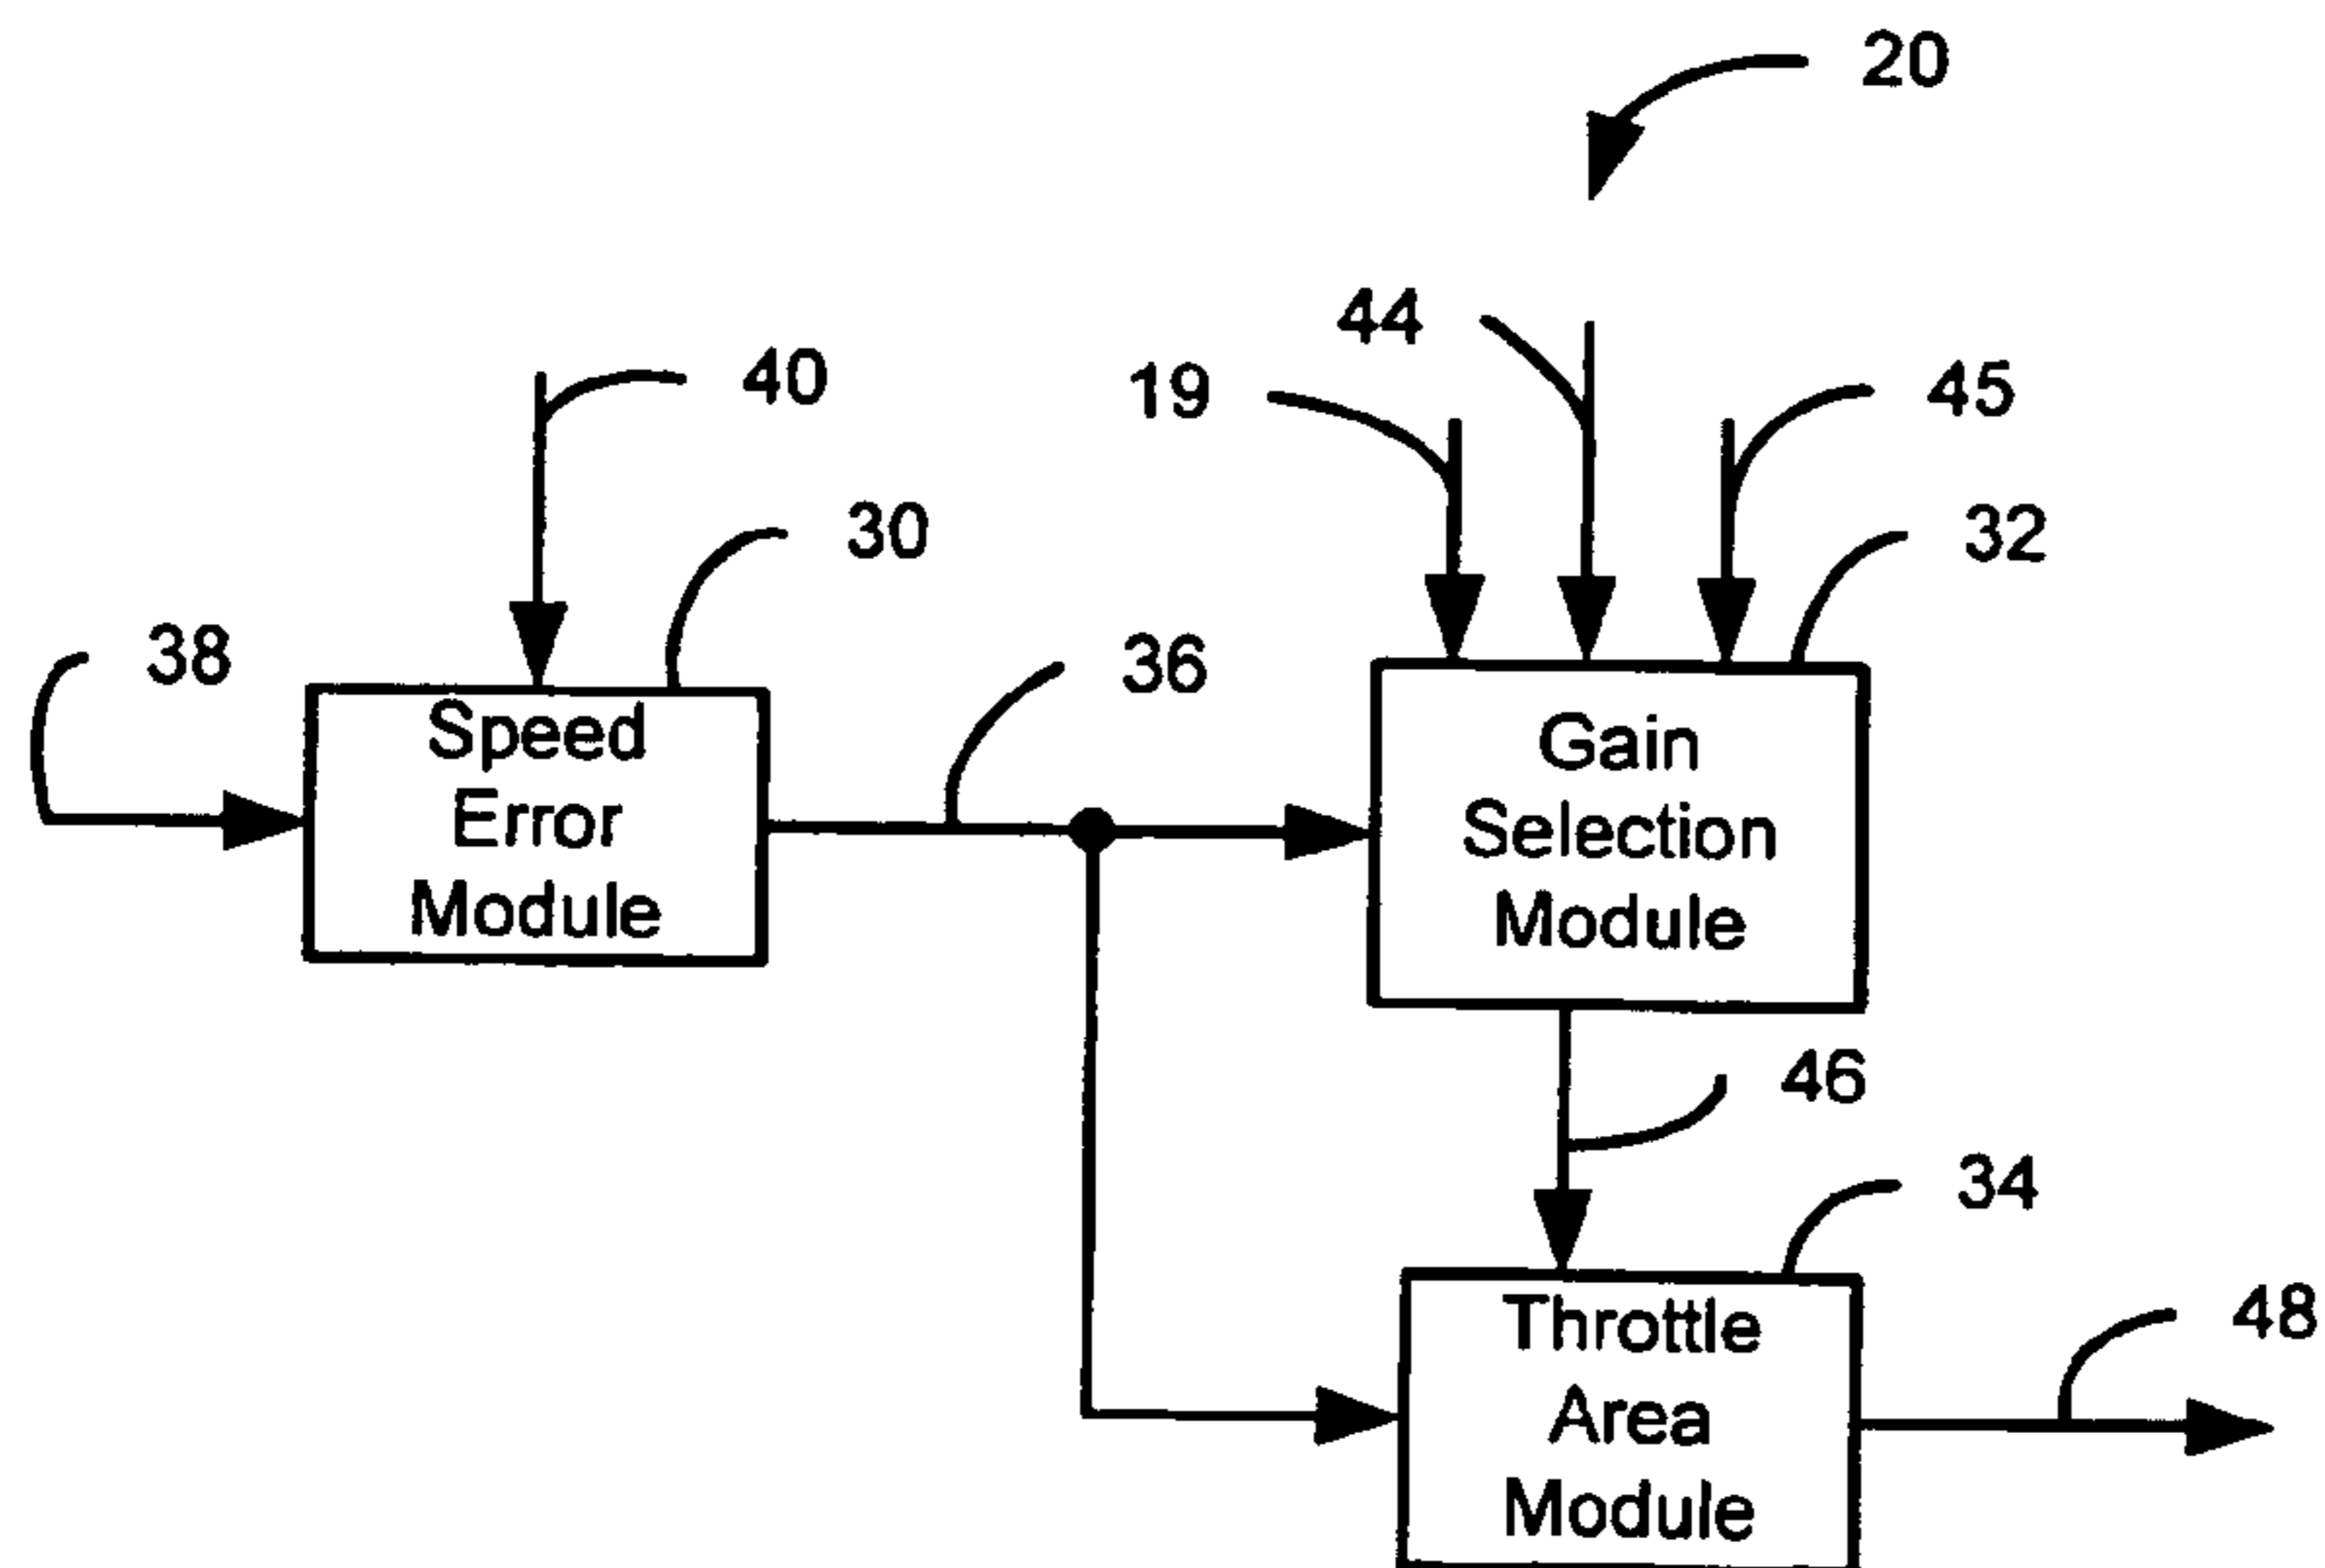 20
44
40
19
45
30
32
38
36
Speed
Error
Module
Gain
Selection
Module
46
34
48
Throttle
Area
Module